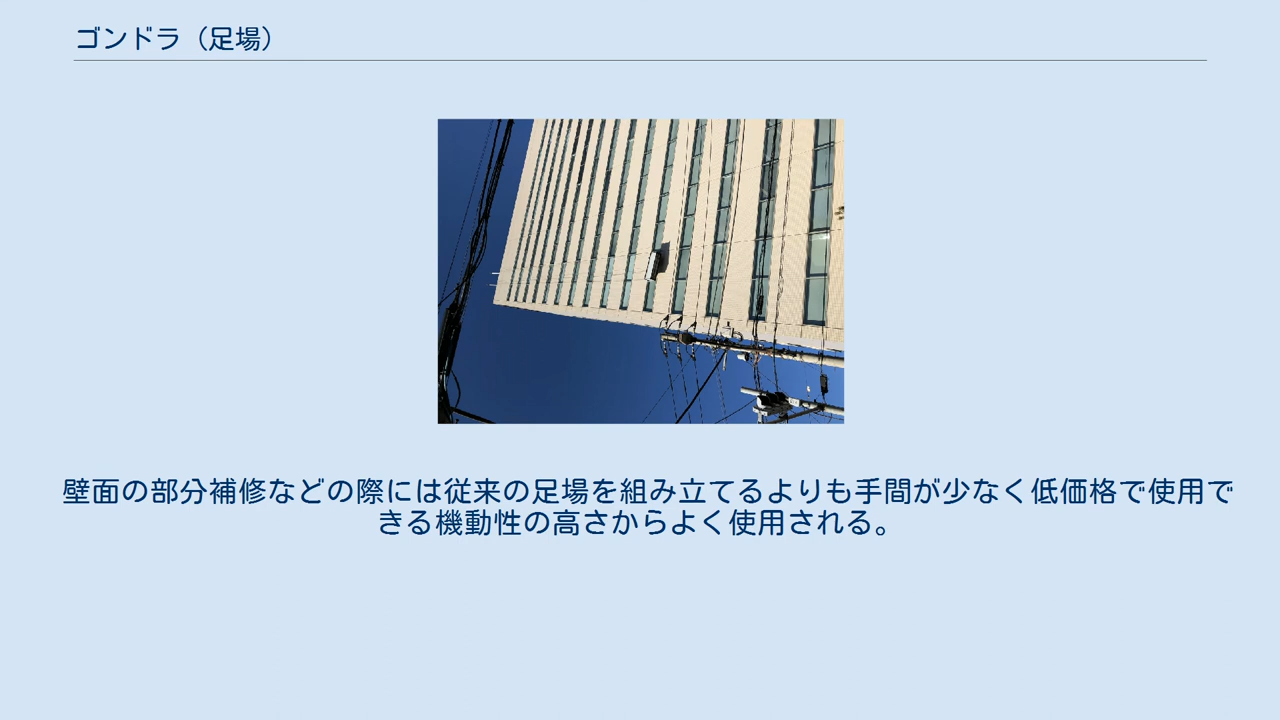 ゴンドラ（足場）
壁面の部分補修などの際には従来の足場を組み立てるよりも手間が少なく低価格で使用で
きる機動性の高さからよく使用される。